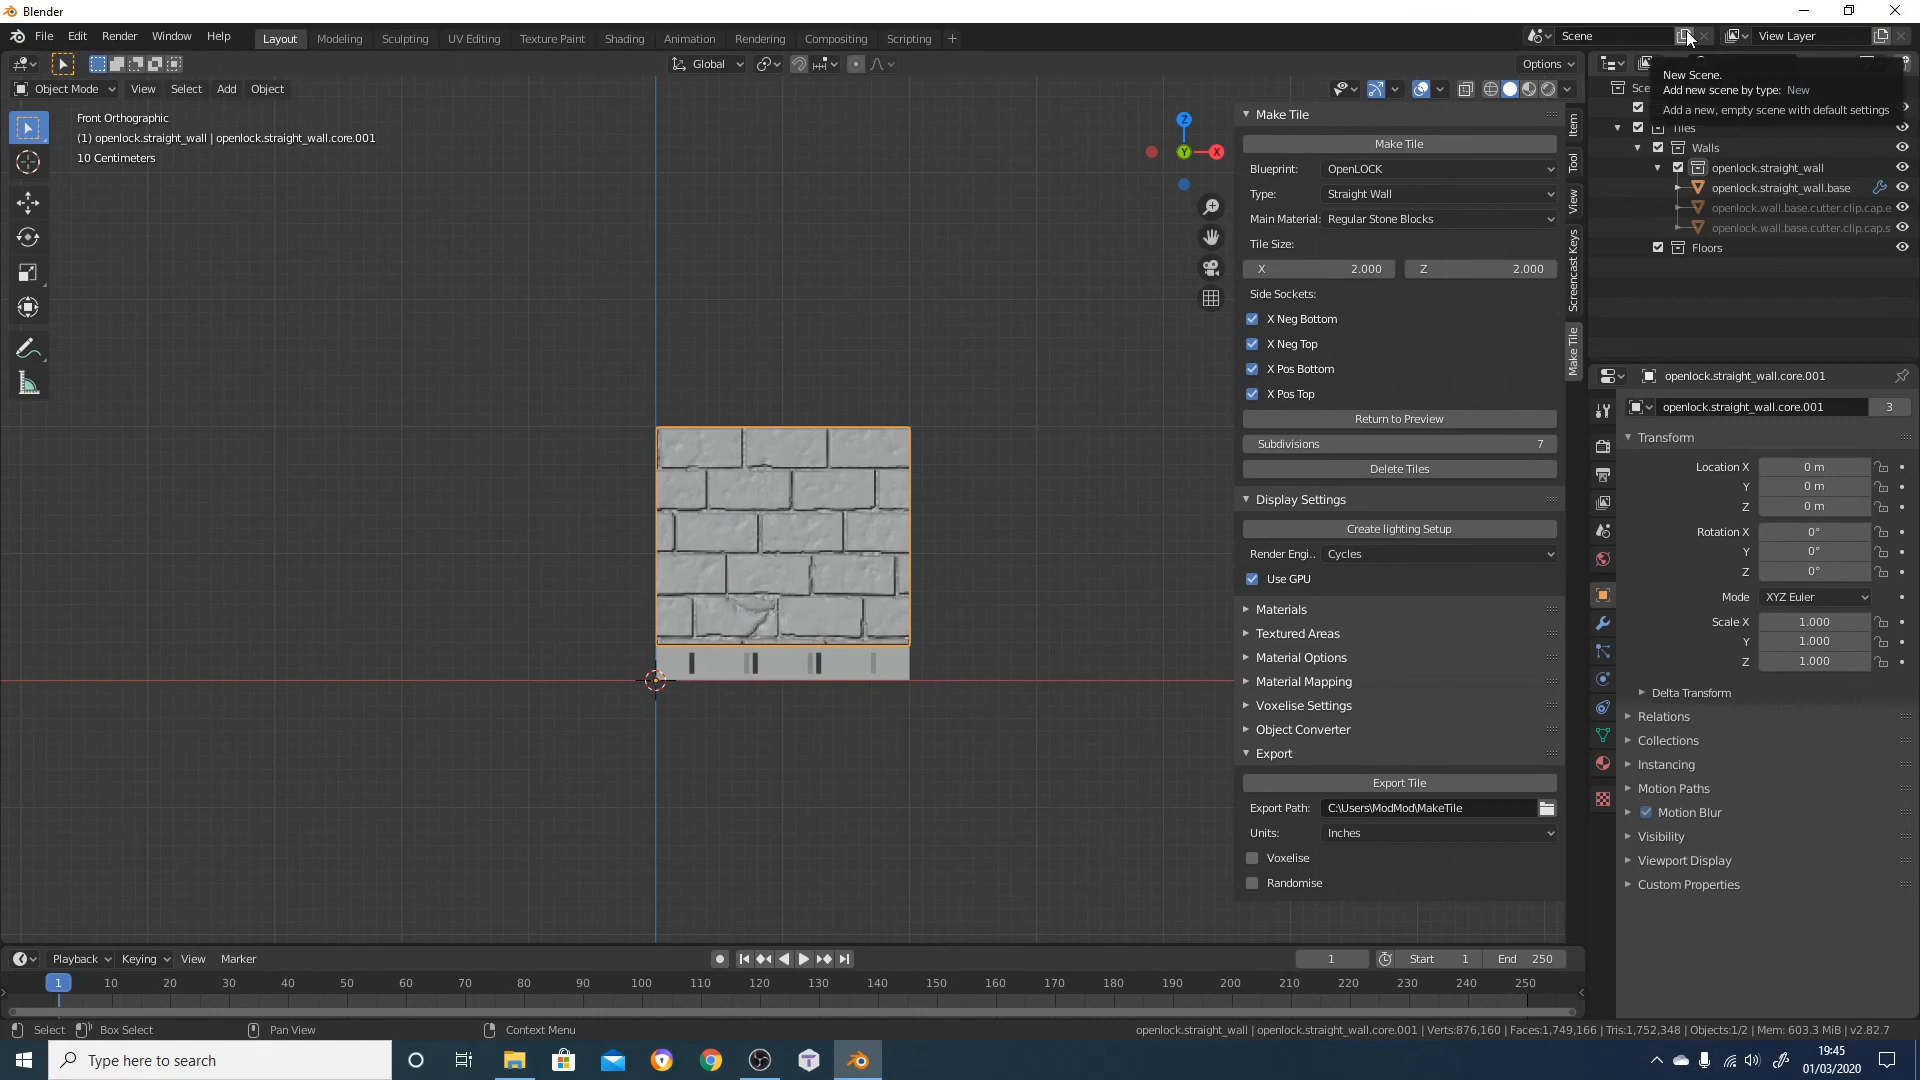 Blender
File Edit Render Window Help
Layout Modeling Sculpting UV Editing Texture Paint Shading Animation Rendering Compositing Scripting
Scene
View Layer
Global
Options
Object Mode View Select Add Object
New Scene.
Add new scene by type: New
Add a new, empty scene with default settings
Front Orthographic
(1) openlock.straight_wall | openlock.straight_wall.core.001
10 Centimeters
Z
Y
X
Make Tile
Make Tile
Blueprint: OpenLOCK
Type: Straight Wall
Main Material: Regular Stone Blocks
Tile Size:
X 2.000 Z 2.000
Side Sockets:
X Neg Bottom
X Neg Top
X Pos Bottom
X Pos Top
Return to Preview
Subdivisions 7
Delete Tiles
Display Settings
Create lighting Setup
Render Engi.. Cycles
Use GPU
Materials
Textured Areas
Material Options
Material Mapping
Voxelise Settings
Object Converter
Export
Export Tile
Export Path: C:\Users\ModMod\MakeTile
Units: Inches
Voxelise
Randomise
Item
Tool
View
Screencast Keys
Make Tile
Sce
Tiles
Walls
openlock.straight_wall
openlock.straight_wall.base
openlock.wall.base.cutter.clip.cap.e
openlock.wall.base.cutter.clip.cap.s
Floors
openlock.straight_wall.core.001
openlock.straight_wall.core.001 3
Transform
Location X 0 m
Y 0 m
Z 0 m
Rotation X 0°
Y 0°
Z 0°
Mode XYZ Euler
Scale X 1.000
Y 1.000
Z 1.000
Delta Transform
Relations
Collections
Instancing
Motion Paths
Motion Blur
Visibility
Viewport Display
Custom Properties
Playback Keying View Marker
1 Start 1 End 250
1 10 20 30 40 50 60 70 80 90 100 110 120 130 140 150 160 170 180 190 200 210 220 230 240 250
Select Box Select Pan View Context Menu
openlock.straight_wall | openlock.straight_wall.core.001 | Verts:876,160 | Faces:1,749,166 | Tris:1,752,348 | Objects:1/2 | Mem: 603.3 MiB | v2.82.7
Type here to search
19:45
01/03/2020